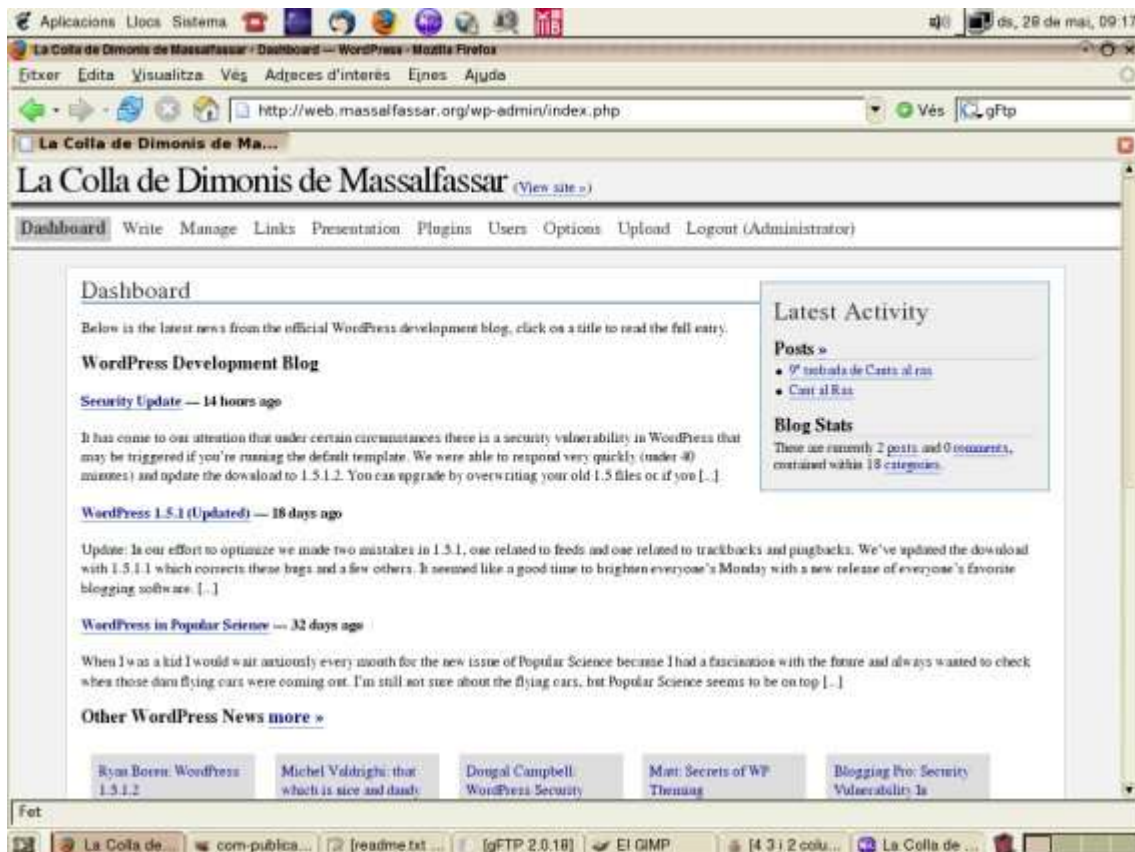 Aplicacions Llocs Sistema
ds, 28 de mai, 09:17
La Colla de Dimonis de Massalfassar › Dashboard — WordPress - Mozilla Firefox
Fitxer Edita Visualitza Vés Adreces d'interès Eines Ajuda
http://web.massalfassar.org/wp-admin/index.php
Vés
gFtp
La Colla de Dimonis de Ma...
La Colla de Dimonis de Massalfassar (View site »)
Dashboard Write Manage Links Presentation Plugins Users Options Upload Logout (Administrator)
Dashboard
Below is the latest news from the official WordPress development blog, click on a title to read the full entry.
WordPress Development Blog
Security Update — 14 hours ago
It has come to our attention that under certain circumstances there is a security vulnerability in WordPress that
may be triggered if you're running the default template. We were able to respond very quickly (under 40
minutes) and update the download to 1.5.1.2. You can upgrade by overwriting your old 1.5 files or if you [...]
Latest Activity
Posts »
9ª trobada de Cants al ras
Cant al Ras
Blog Stats
There are currently 2 posts and 0 comments,
contained within 18 categories.
WordPress 1.5.1 (Updated) — 18 days ago
Update: In our effort to optimize we made two mistakes in 1.5.1, one related to feeds and one related to trackbacks and pingbacks. We've updated the download
with 1.5.1.1 which corrects these bugs and a few others. It seemed like a good time to brighten everyone's Monday with a new release of everyone's favorite
blogging software. [...]
WordPress in Popular Science — 32 days ago
When I was a kid I would wait anxiously every month for the new issue of Popular Science because I had a fascination with the future and always wanted to check
when those darn flying cars were coming out. I'm still not sure about the flying cars, but Popular Science seems to be on top [...]
Other WordPress News more »
Ryan Boren: WordPress
1.5.1.2
Michel Valdrighi: that
which is nice and dandy
Dougal Campbell:
WordPress Security
Matt: Secrets of WP
Theming
Blogging Pro: Security
Vulnerability In
Fet
La Colla de...
com-publica...
[readme.txt ...
[gFTP 2.0.18]
El GIMP
[4 3 i 2 colu...
La Colla de ...